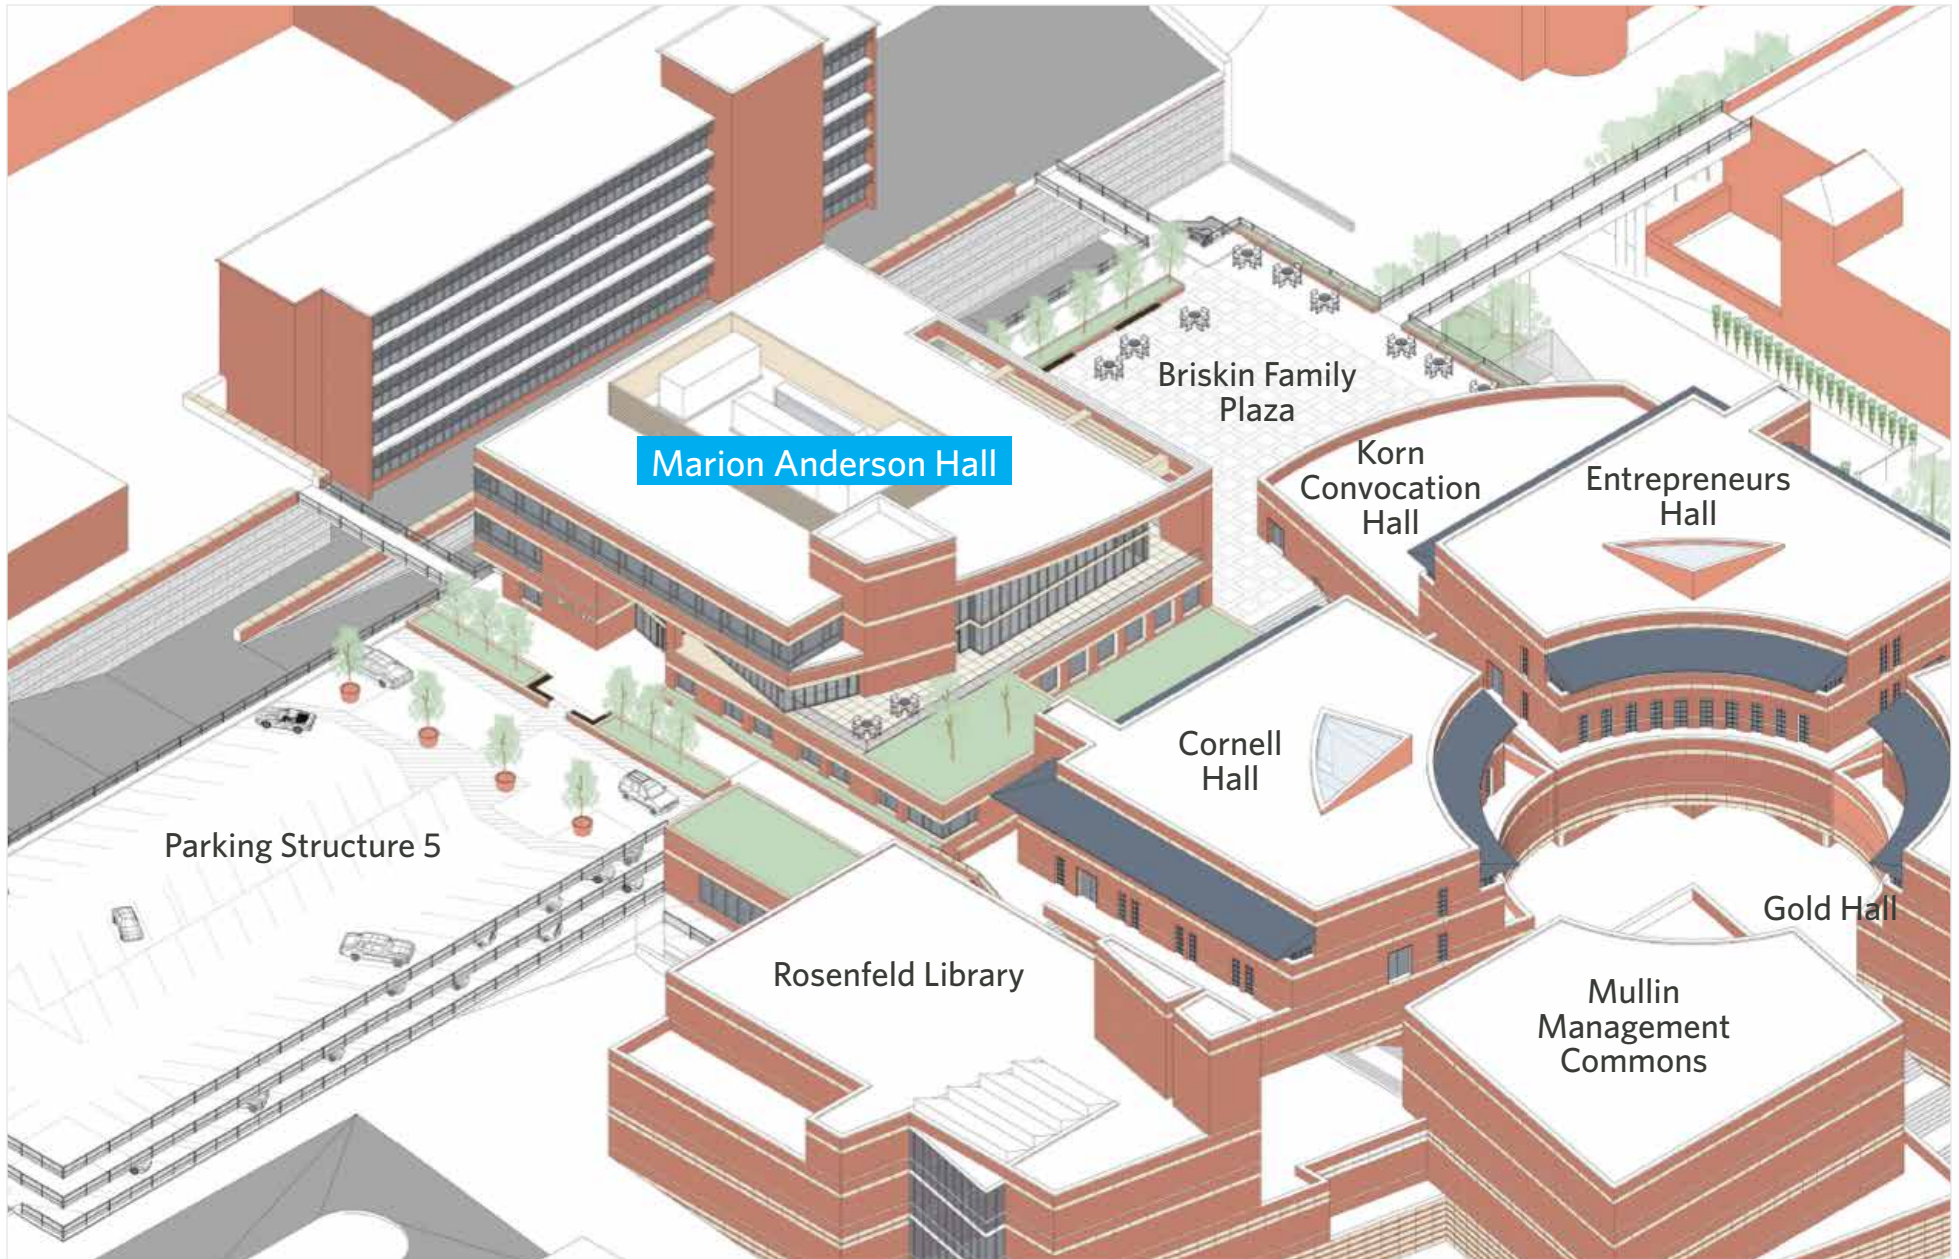 Briskin Family
Plaza
Marion Anderson Hall
Korn
Convocation
Hall
Entrepreneurs
Hall
Cornell
Hall
Parking Structure 5
Gold Hall
Rosenfeld Library
Mullin
Management
Commons